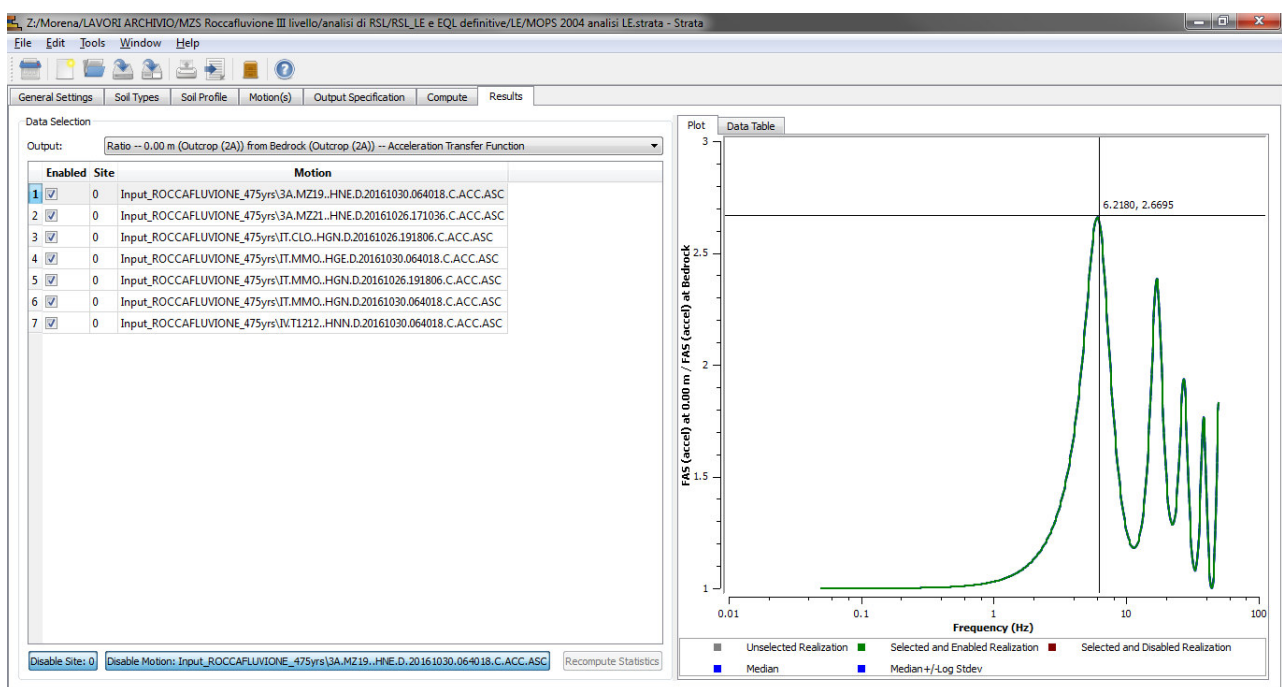 Z:/Morena/LAVORI ARCHIVIO/MZS Roccafluvione III livello/analisi di RSL/RSL_LE e EQL definitive/LE/MOPS 2004 analisi LE.strata - Strata
File Edit Tools Window Help
General Settings Soil Types Soil Profile Motion(s) Output Specification Compute Results
Data Selection
Output: Ratio -- 0.00 m (Outcrop (2A)) from Bedrock (Outcrop (2A)) -- Acceleration Transfer Function
Enabled Site Motion
1 0 Input_ROCCAFLUVIONE_475yrs\3A.MZ19..HNE.D.20161030.064018.C.ACC.ASC
2 0 Input_ROCCAFLUVIONE_475yrs\3A.MZ21..HNE.D.20161026.171036.C.ACC.ASC
3 0 Input_ROCCAFLUVIONE_475yrs\IT.CLO..HGN.D.20161026.191806.C.ACC.ASC
4 0 Input_ROCCAFLUVIONE_475yrs\IT.MMO..HGE.D.20161030.064018.C.ACC.ASC
5 0 Input_ROCCAFLUVIONE_475yrs\IT.MMO..HGN.D.20161026.191806.C.ACC.ASC
6 0 Input_ROCCAFLUVIONE_475yrs\IT.MMO..HGN.D.20161030.064018.C.ACC.ASC
7 0 Input_ROCCAFLUVIONE_475yrs\IV.T1212..HNN.D.20161030.064018.C.ACC.ASC
Disable Site: 0 Disable Motion: Input_ROCCAFLUVIONE_475yrs\3A.MZ19..HNE.D.20161030.064018.C.ACC.ASC Recompute Statistics
Plot Data Table
FAS (accel) at 0.00 m / FAS (accel) at Bedrock
3
2.5
2
1.5
1
6.2180, 2.6695
0.01 0.1 1 10 100
Frequency (Hz)
Unselected Realization Selected and Enabled Realization Selected and Disabled Realization
Median Median+/-Log Stdev